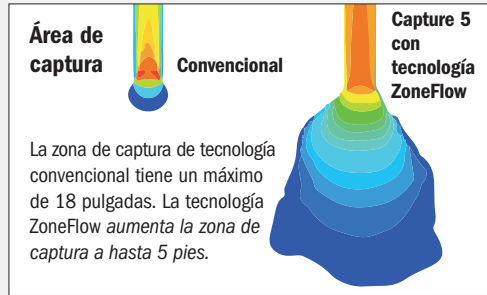 Área de
captura
Convencional
Capture 5
con
tecnología
ZoneFlow
La zona de captura de tecnología
convencional tiene un máximo
de 18 pulgadas. La tecnología
ZoneFlow aumenta la zona de
captura a hasta 5 pies.